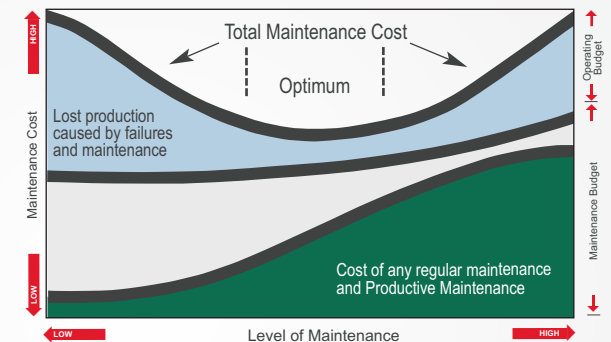 HIGH
Total Maintenance Cost
Optimum
Operating
Budget
Lost production
caused by failures
and maintenance
Maintenance Cost
Maintenance Budget
Cost of any regular maintenance
and Productive Maintenance
LOW
LOW
Level of Maintenance
HIGH